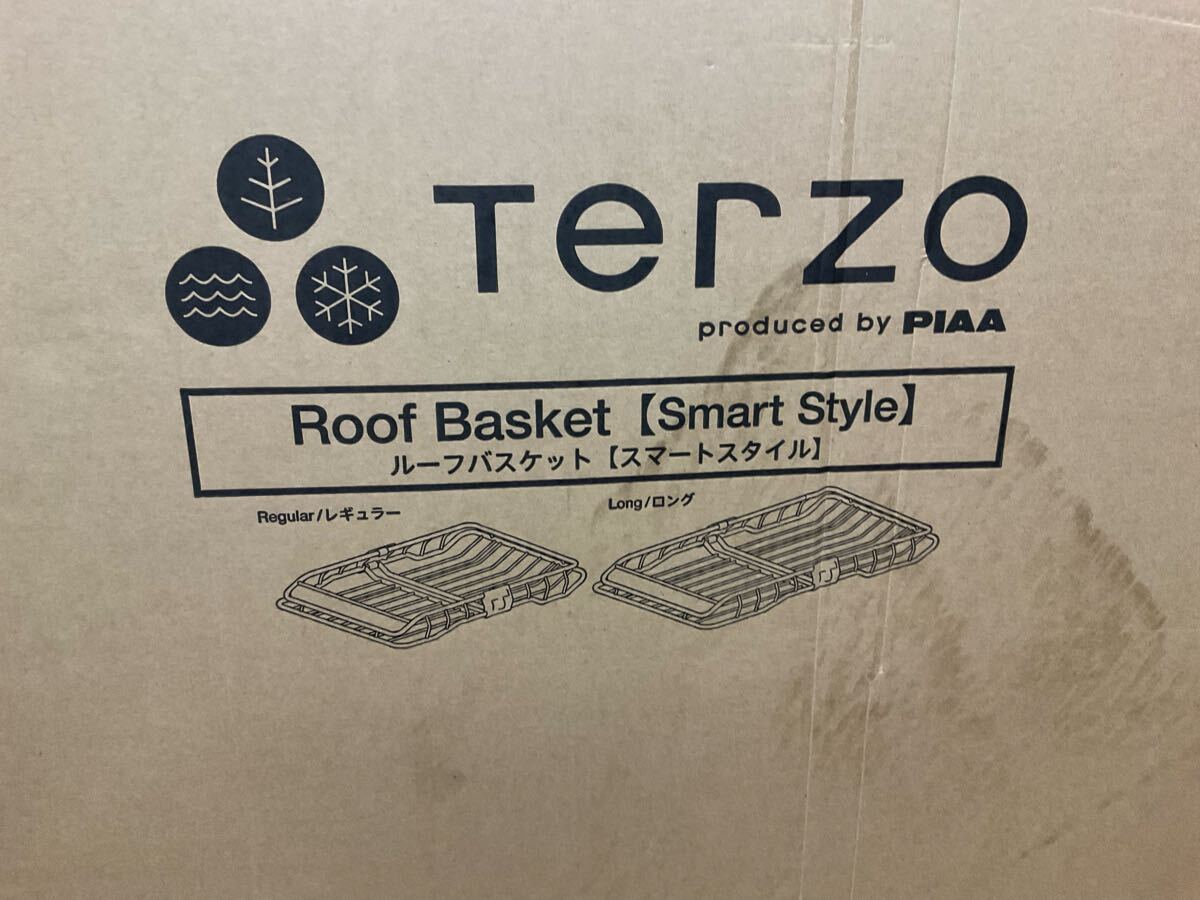 Terzo
produced by PIAA
Roof Basket【Smart Style】
ルーフバスケット【スマートスタイル】
Regular/レギュラー
Long/ロング